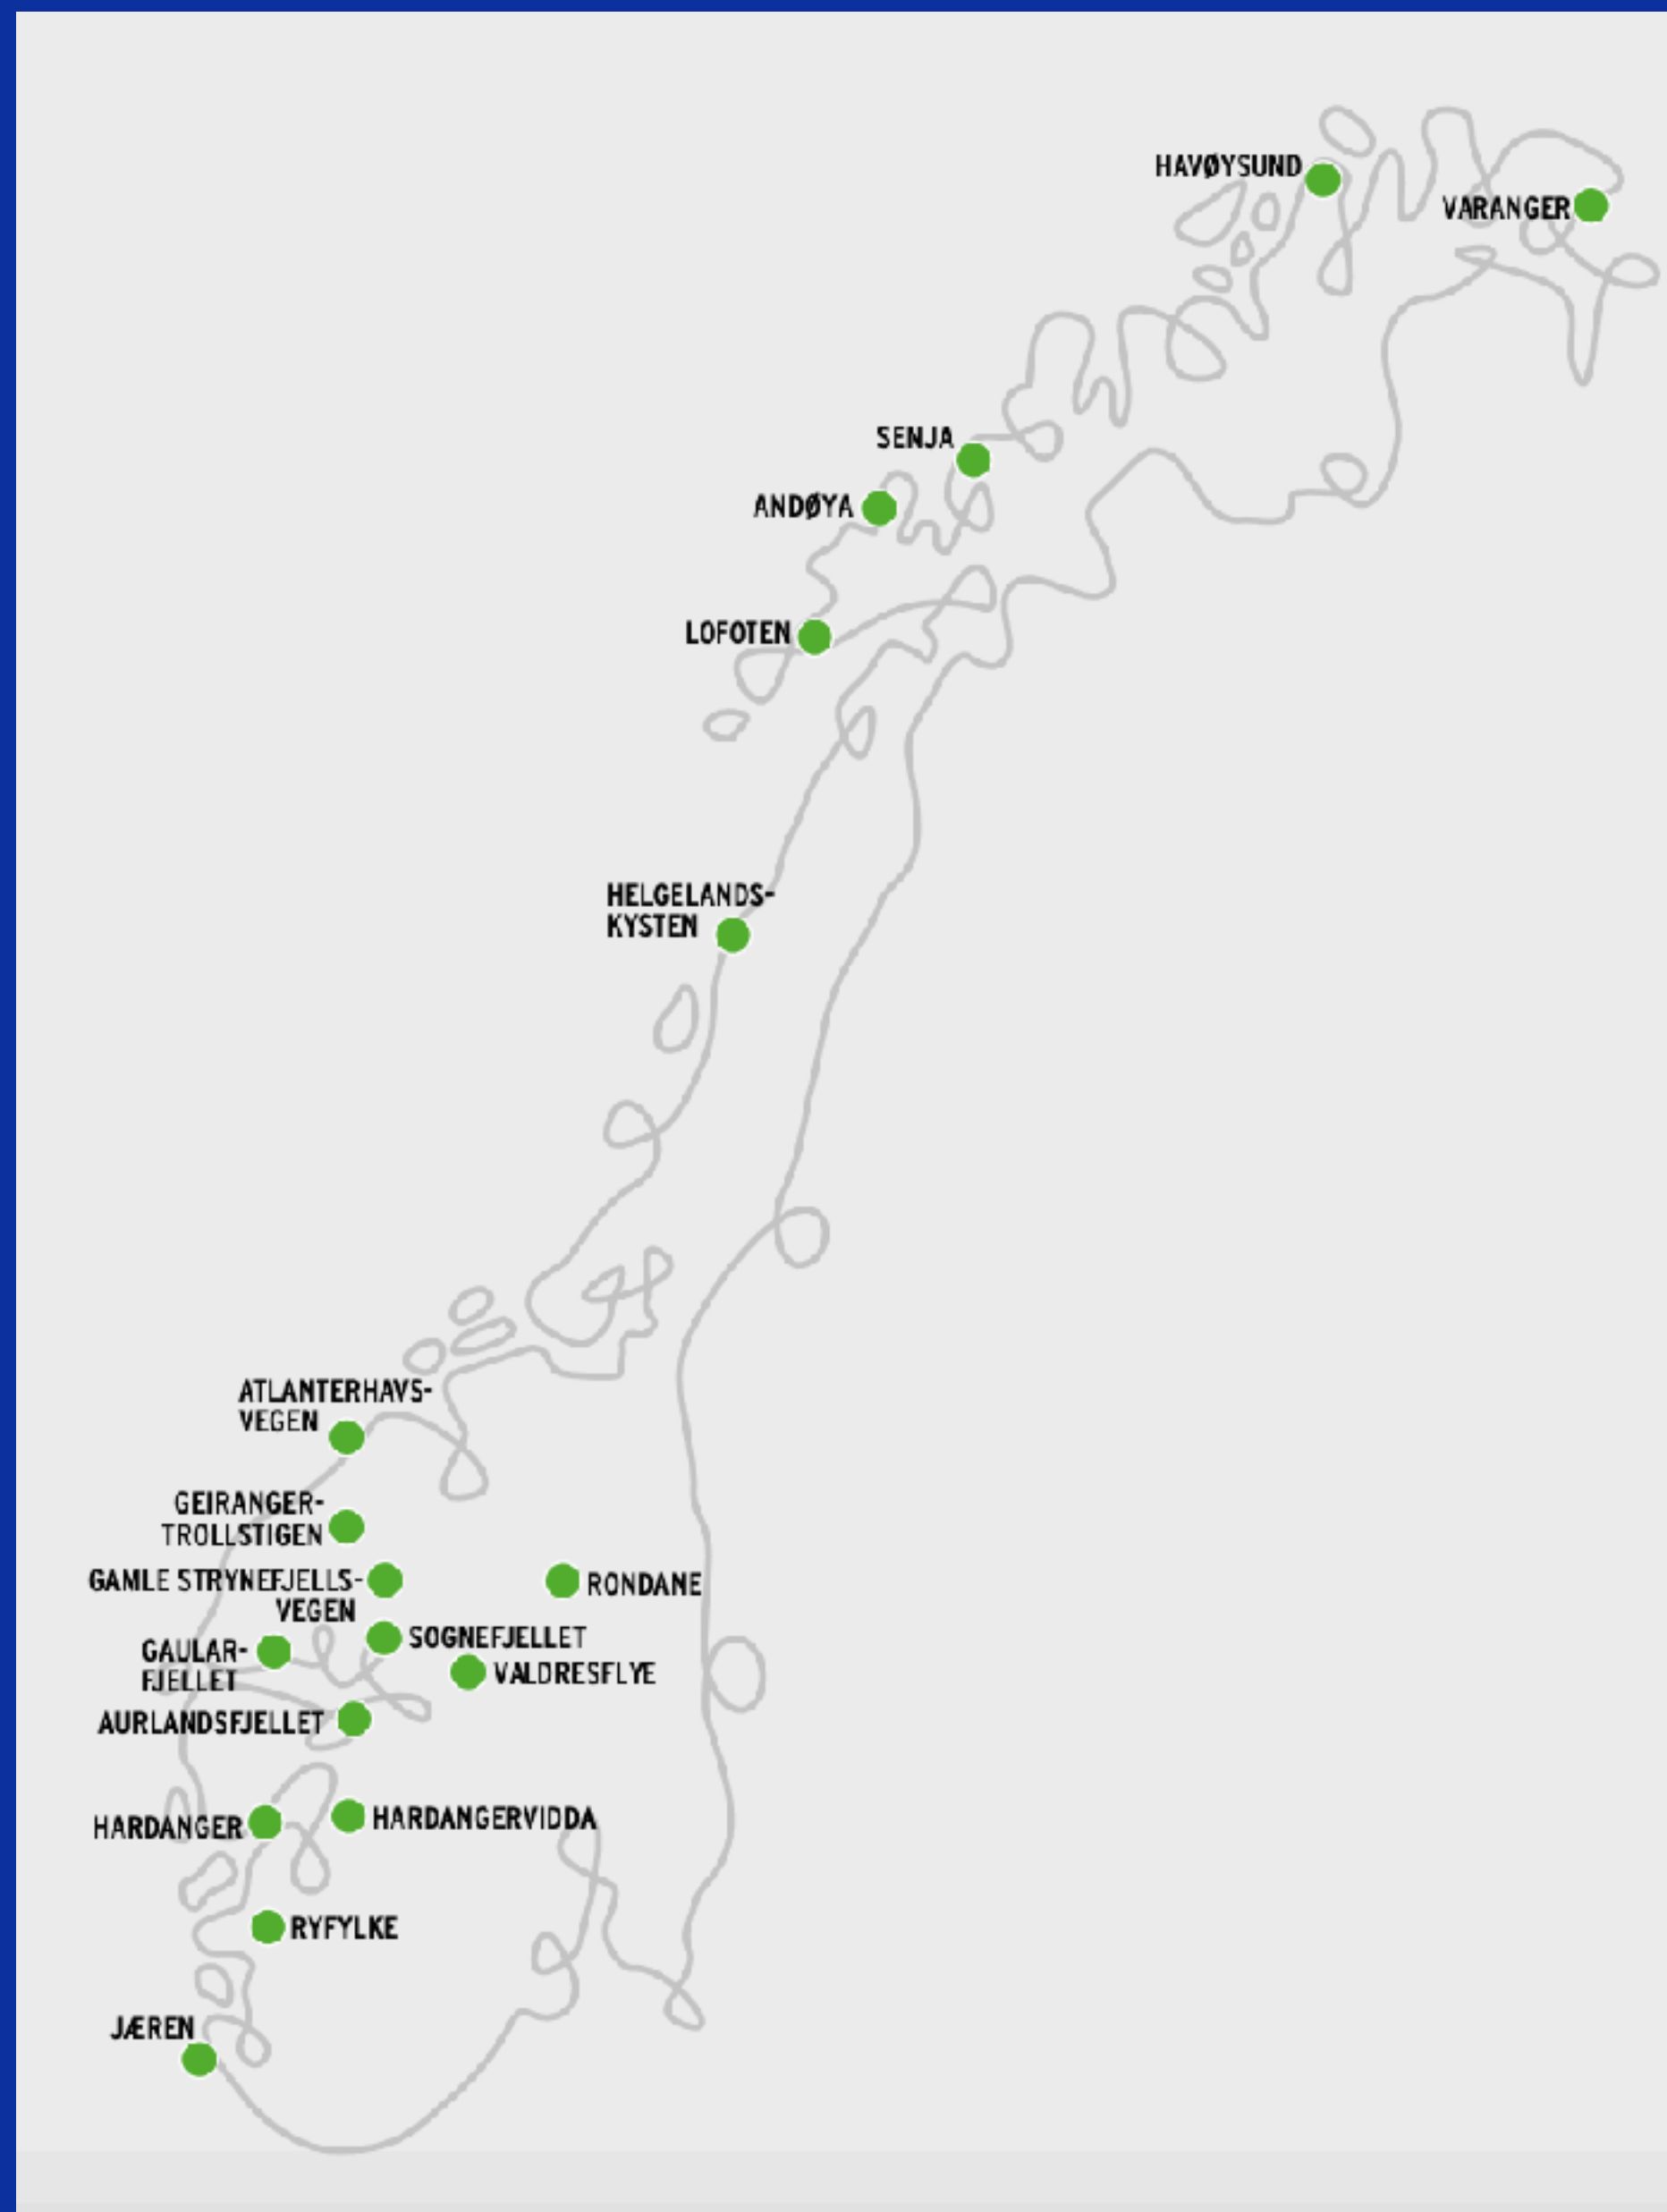 HAVØYSUND
VARANGER
SENJA
ANDØYA
LOFOTEN
HELGELANDS-
KYSTEN
ATLANTERHAVS-
VEGEN
GEIRANGER-
TROLLSTIGEN
GAMLE STRYNEFJELLS-
VEGEN
RONDANE
SOGNEFJELLET
GAULAR-
FJELLET
VALDRESFLYE
AURLANDSFJELLET
HARDANGER
HARDANGERVIDDA
RYFYLKE
JÆREN